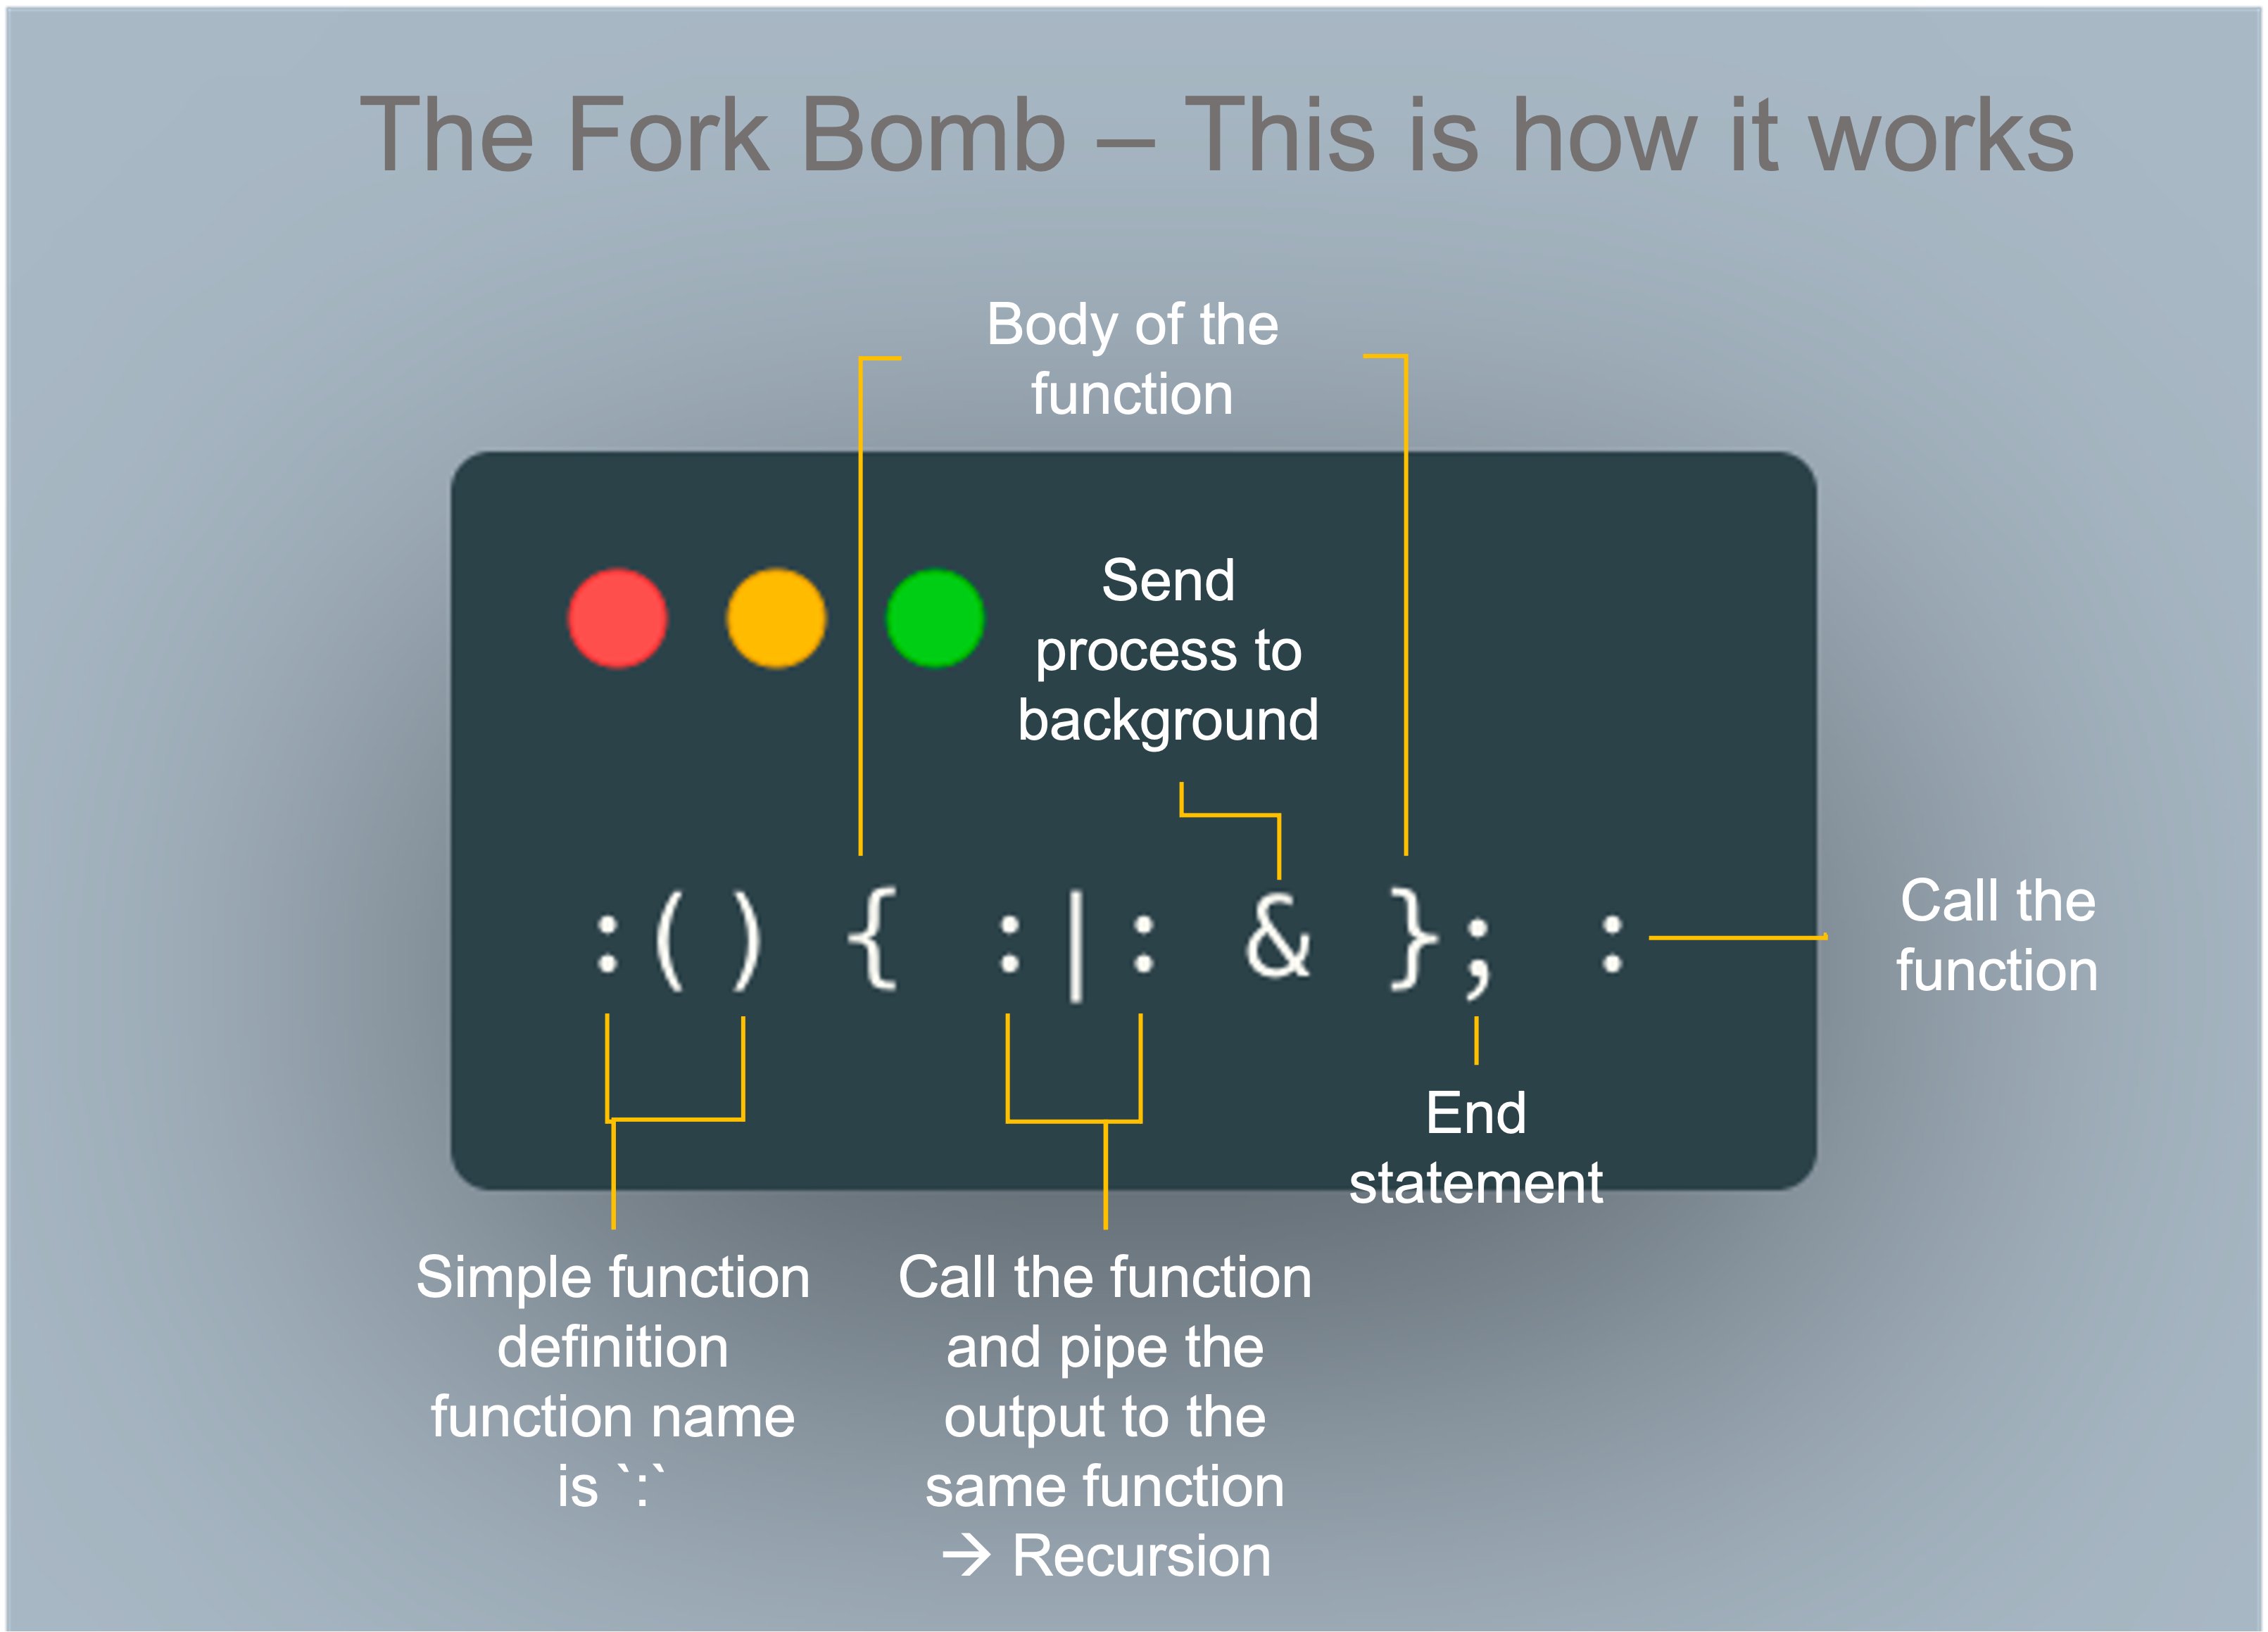 The Fork Bomb – This is how it works
Body of the
function
Send
process to
background
:() { :|: & }; :
Call the
function
End
statement
Simple function
definition
function name
is `:`
Call the function
and pipe the
output to the
same function
→ Recursion